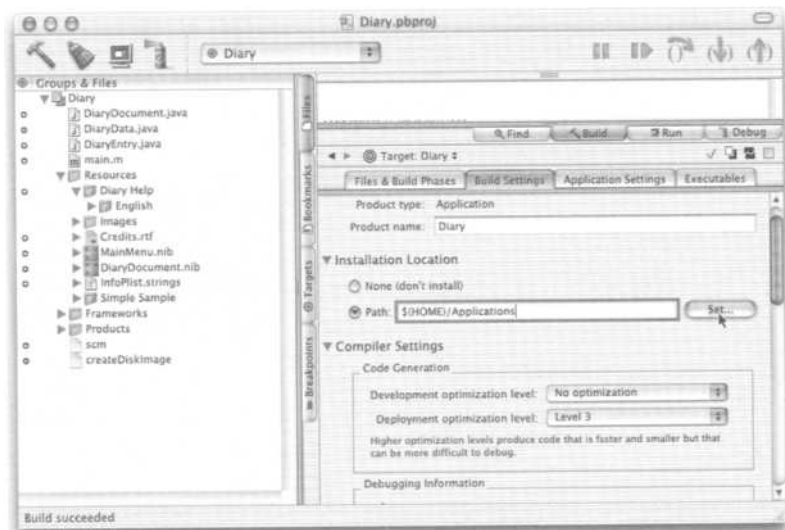 Diary.pbproj
Diary
Groups & Files
Diary
DiaryDocument.java
DiaryData.java
DiaryEntry.java
main.m
Resources
Diary Help
English
Images
Credits.rtf
MainMenu.nib
DiaryDocument.nib
InfoPlist.strings
Simple Sample
Frameworks
Products
scm
createDiskImage
Files
Bookmarks
Targets
Breakpoints
Find
Build
Run
Debug
Target: Diary
Files & Build Phases
Build Settings
Application Settings
Executables
Product type: Application
Product name: Diary
Installation Location
None (don't install)
Path: $(HOME)/Applications
Set...
Compiler Settings
Code Generation
Development optimization level: No optimization
Deployment optimization level: Level 3
Higher optimization levels produce code that is faster and smaller but that
can be more difficult to debug.
Debugging Information
Build succeeded